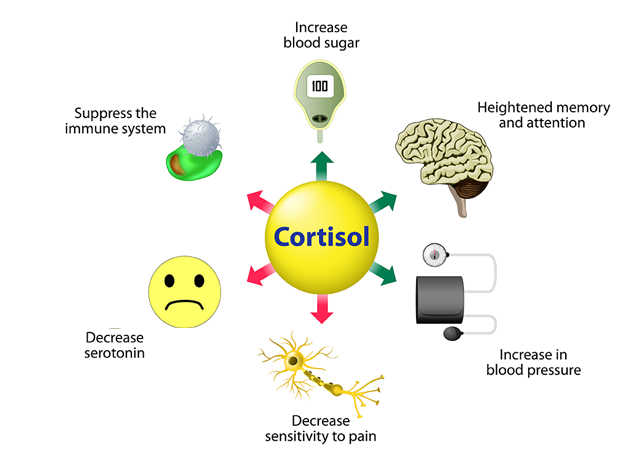 Increase
blood sugar
100
Suppress the
immune system
Heightened memory
and attention
Cortisol
Decrease
serotonin
Increase in
blood pressure
Decrease
sensitivity to pain